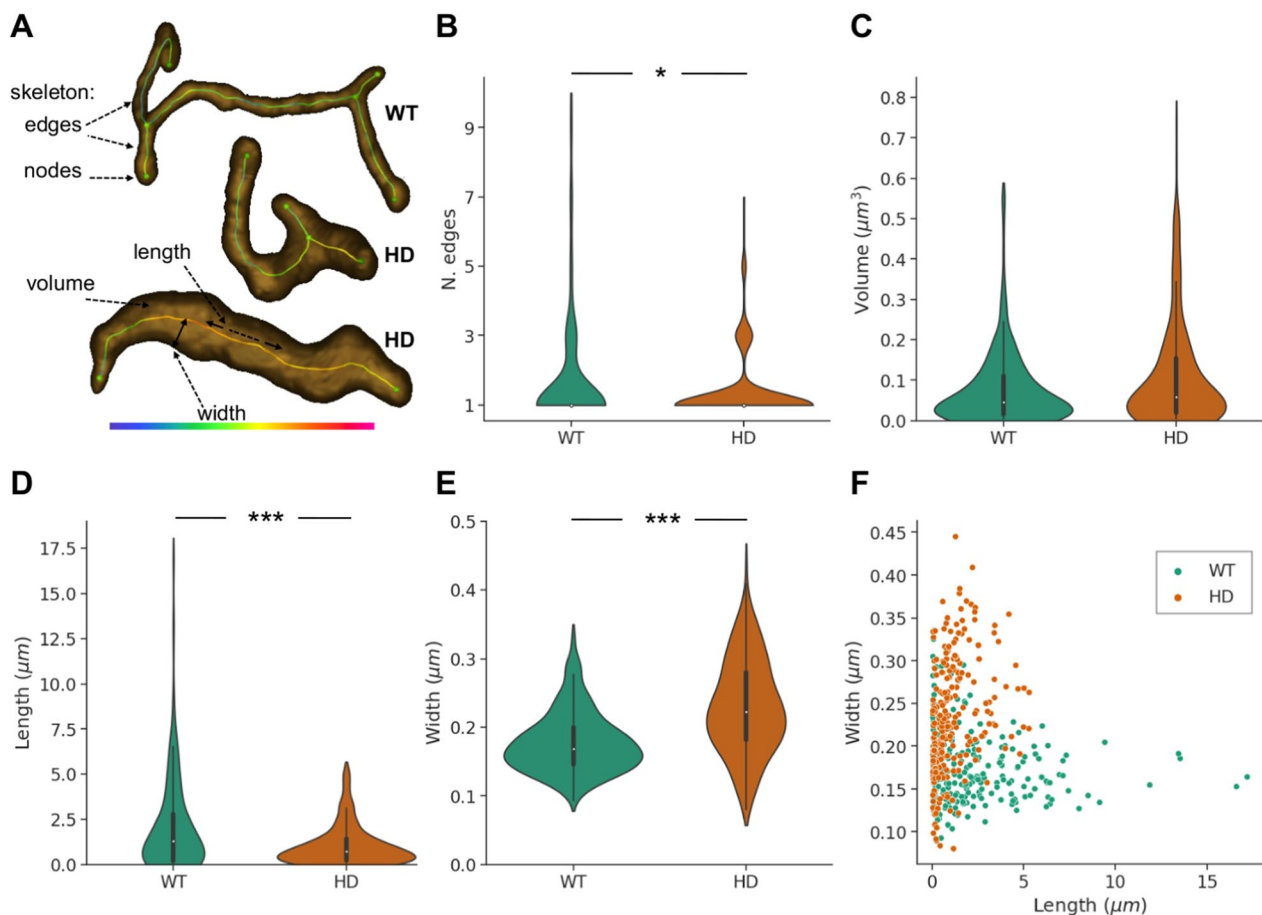 A
skeleton:
edges
nodes
WT
HD
length
volume
HD
width
B
*
N. edges
9
7
5
3
1
WT
HD
C
Volume (μm³)
0.8
0.7
0.6
0.5
0.4
0.3
0.2
0.1
0.0
WT
HD
D
***
Length (μm)
17.5
15.0
12.5
10.0
7.5
5.0
2.5
0.0
WT
HD
E
***
Width (μm)
0.5
0.4
0.3
0.2
0.1
0.0
WT
HD
F
WT
HD
Width (μm)
0.45
0.40
0.35
0.30
0.25
0.20
0.15
0.10
0
5
10
15
Length (μm)